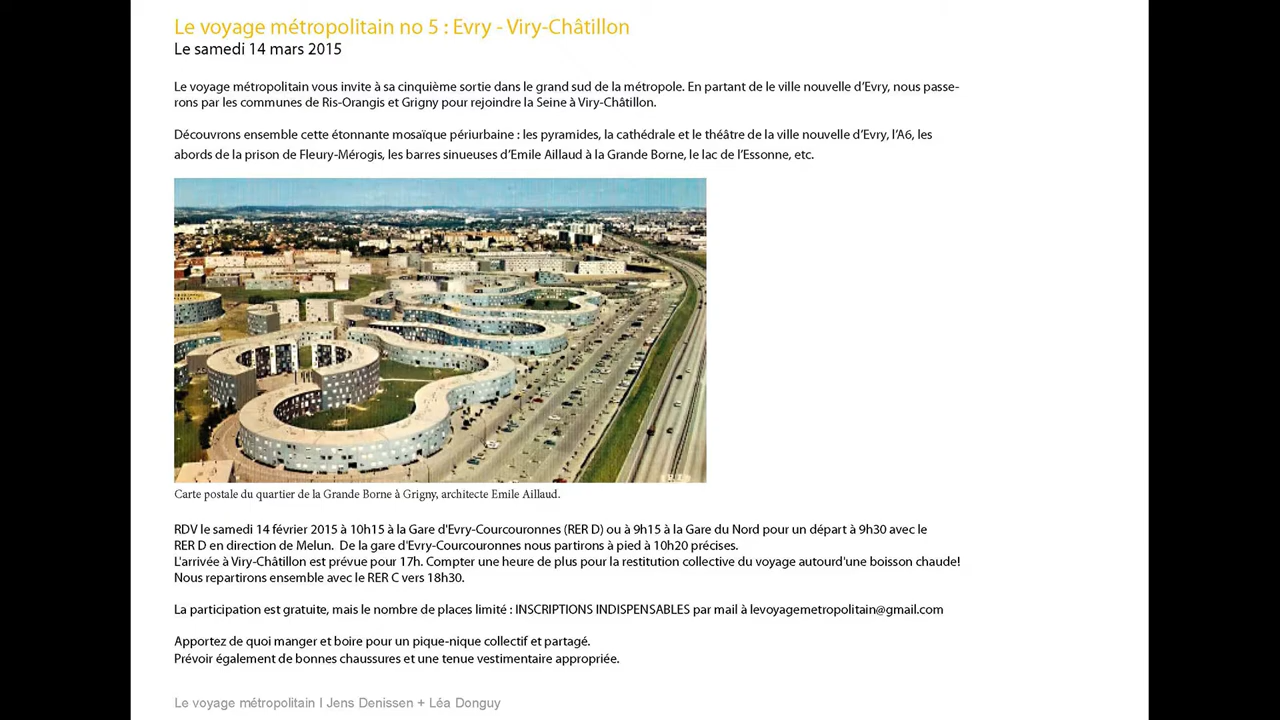 Le voyage métropolitain no 5 : Evry - Viry-Châtillon
Le samedi 14 mars 2015
Le voyage métropolitain vous invite à sa cinquième sortie dans le grand sud de la métropole. En partant de le ville nouvelle d'Evry, nous passe-
rons par les communes de Ris-Orangis et Grigny pour rejoindre la Seine à Viry-Châtillon.
Découvrons ensemble cette étonnante mosaïque périurbaine : les pyramides, la cathédrale et le théâtre de la ville nouvelle d'Evry, l'A6, les
abords de la prison de Fleury-Mérogis, les barres sinueuses d'Emile Aillaud à la Grande Borne, le lac de l'Essonne, etc.
Carte postale du quartier de la Grande Borne à Grigny, architecte Emile Aillaud.
RDV le samedi 14 février 2015 à 10h15 à la Gare d'Evry-Courcouronnes (RER D) ou à 9h15 à la Gare du Nord pour un départ à 9h30 avec le
RER D en direction de Melun. De la gare d'Evry-Courcouronnes nous partirons à pied à 10h20 précises.
L'arrivée à Viry-Châtillon est prévue pour 17h. Compter une heure de plus pour la restitution collective du voyage autourd'une boisson chaude!
Nous repartirons ensemble avec le RER C vers 18h30.
La participation est gratuite, mais le nombre de places limité : INSCRIPTIONS INDISPENSABLES par mail à levoyagemetropolitain@gmail.com
Apportez de quoi manger et boire pour un pique-nique collectif et partagé.
Prévoir également de bonnes chaussures et une tenue vestimentaire appropriée.
Le voyage métropolitain I Jens Denissen + Léa Donguy